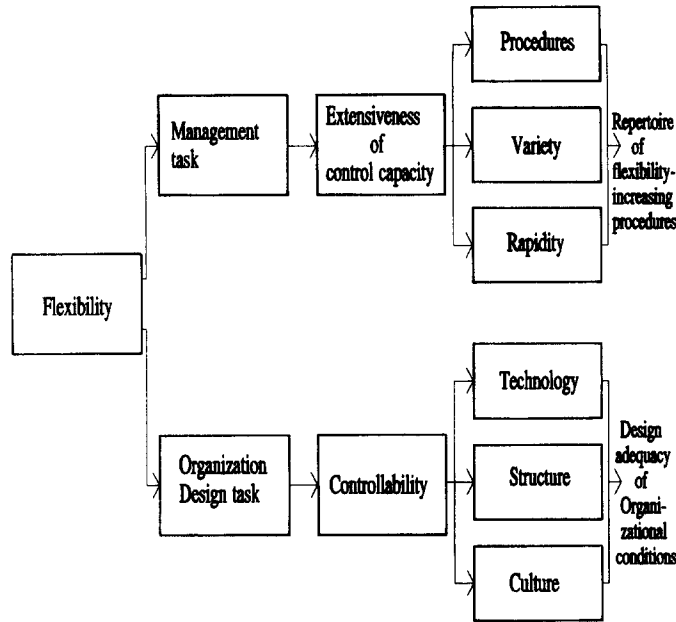 Flexibility
Management
task
Extensiveness
of
control capacity
Procedures
Variety
Rapidity
Repertoire
of
flexibility-
increasing
procedures
Organization
Design task
Controllability
Technology
Structure
Culture
Design
adequacy
of
Organi-
zational
conditions